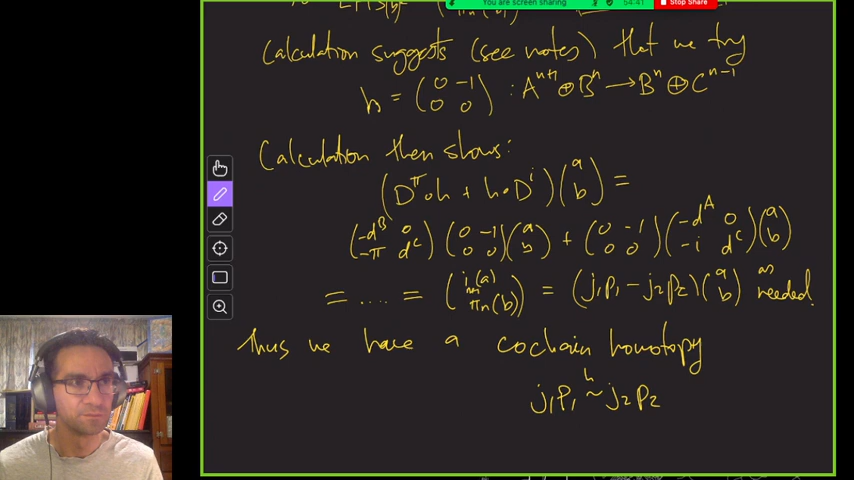 You are screen sharing 54:41 Stop Share
Calculation suggests (see notes) that we try
h = (0 -1 / 0 0) : A^{n+1} ⊕ B^n → B^n ⊕ C^{n-1}
Calculation then shows:
(D^π ∘ h + h ∘ D^i) (a / b) =
(-d^B 0 / -π d^C) (0 -1 / 0 0) (a / b) + (0 -1 / 0 0) (-d^A 0 / -i d^C) (a / b)
= .... = (i_{n+1}(a) / π_n(b)) = (j_1p_1 - j_2p_2) (a / b) as needed.
Thus we have a cochain homotopy
j_1p_1 ~^h j_2p_2